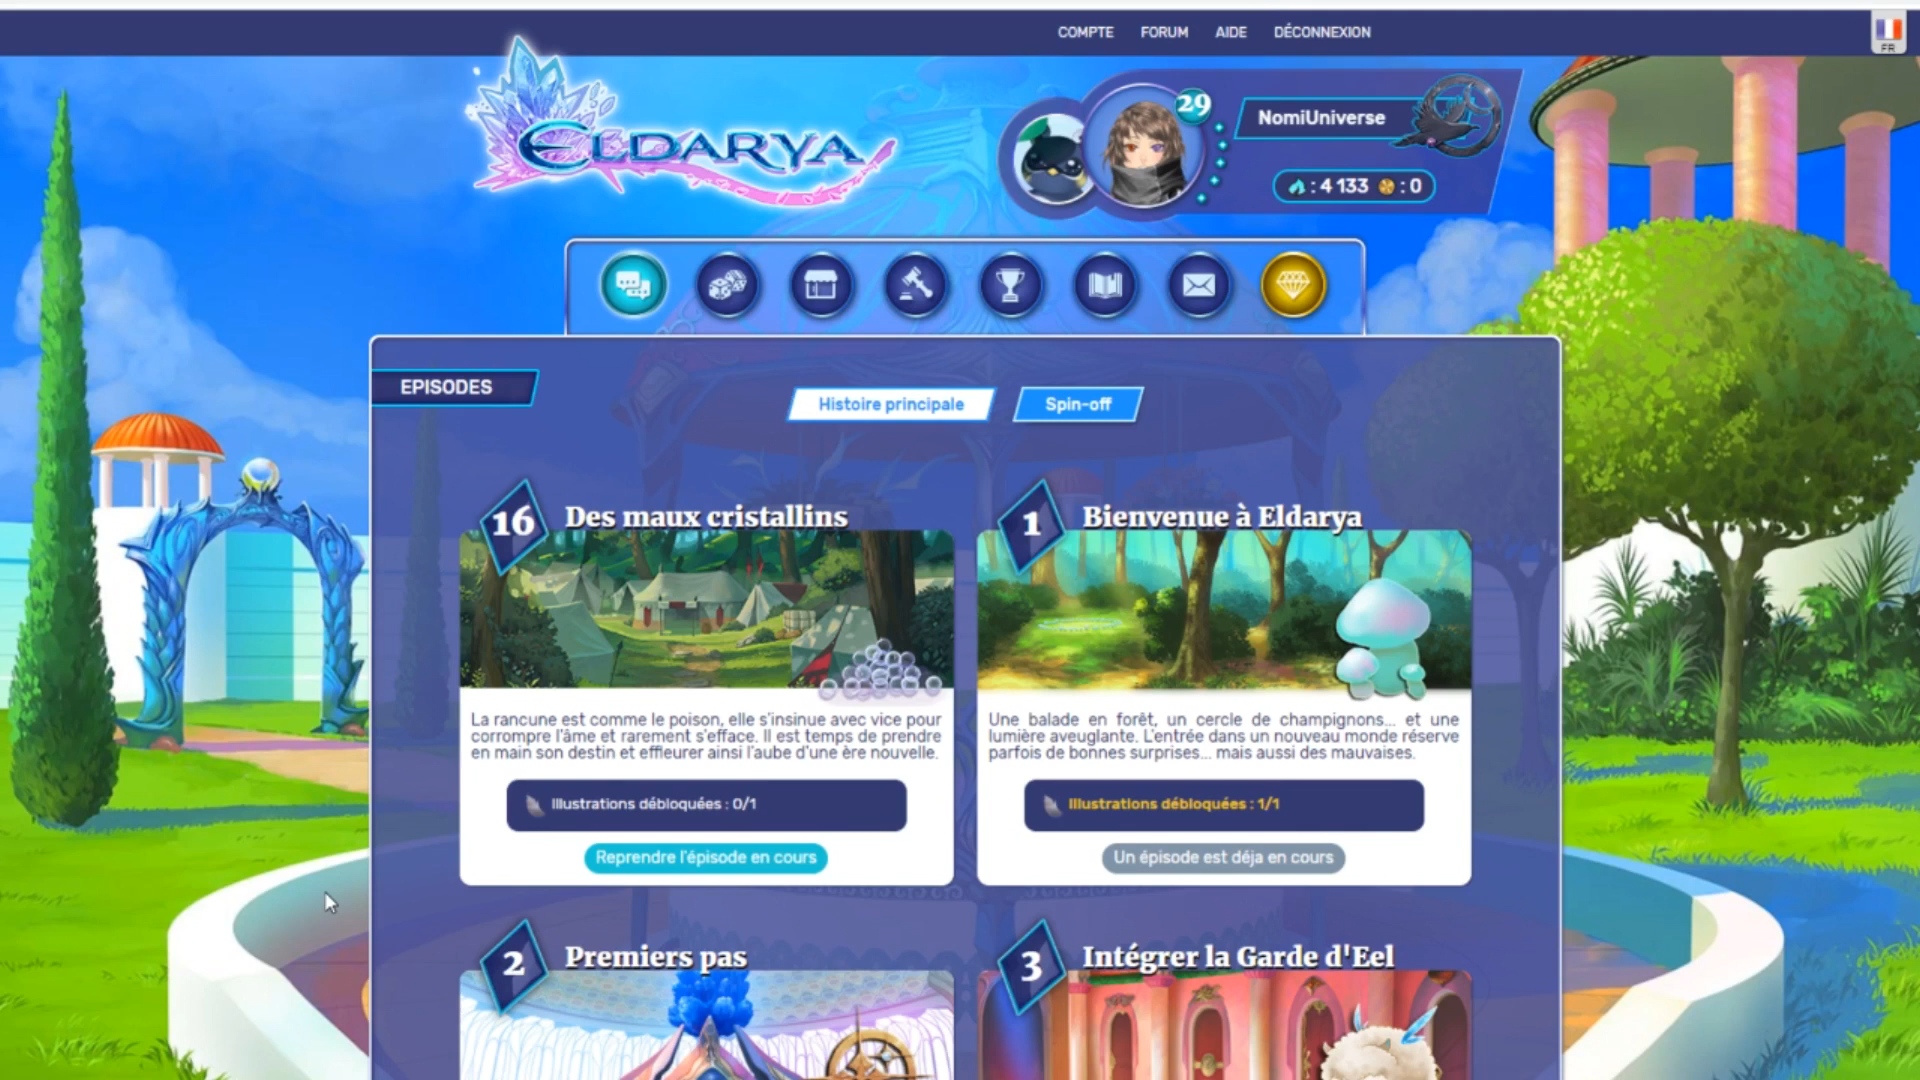 COMPTE FORUM AIDE DÉCONNEXION
FR
ELDARYA
29
NomiUniverse
: 4 133 : 0
EPISODES
Histoire principale Spin-off
16 Des maux cristallins
La rancune est comme le poison, elle s'insinue avec vice pour
corrompre l'âme et rarement s'efface. Il est temps de prendre
en main son destin et effleurer ainsi l'aube d'une ère nouvelle.
Illustrations débloquées : 0/1
Reprendre l'épisode en cours
1 Bienvenue à Eldarya
Une balade en forêt, un cercle de champignons... et une
lumière aveuglante. L'entrée dans un nouveau monde réserve
parfois de bonnes surprises... mais aussi des mauvaises.
Illustrations débloquées : 1/1
Un épisode est déja en cours
2 Premiers pas
3 Intégrer la Garde d'Eel